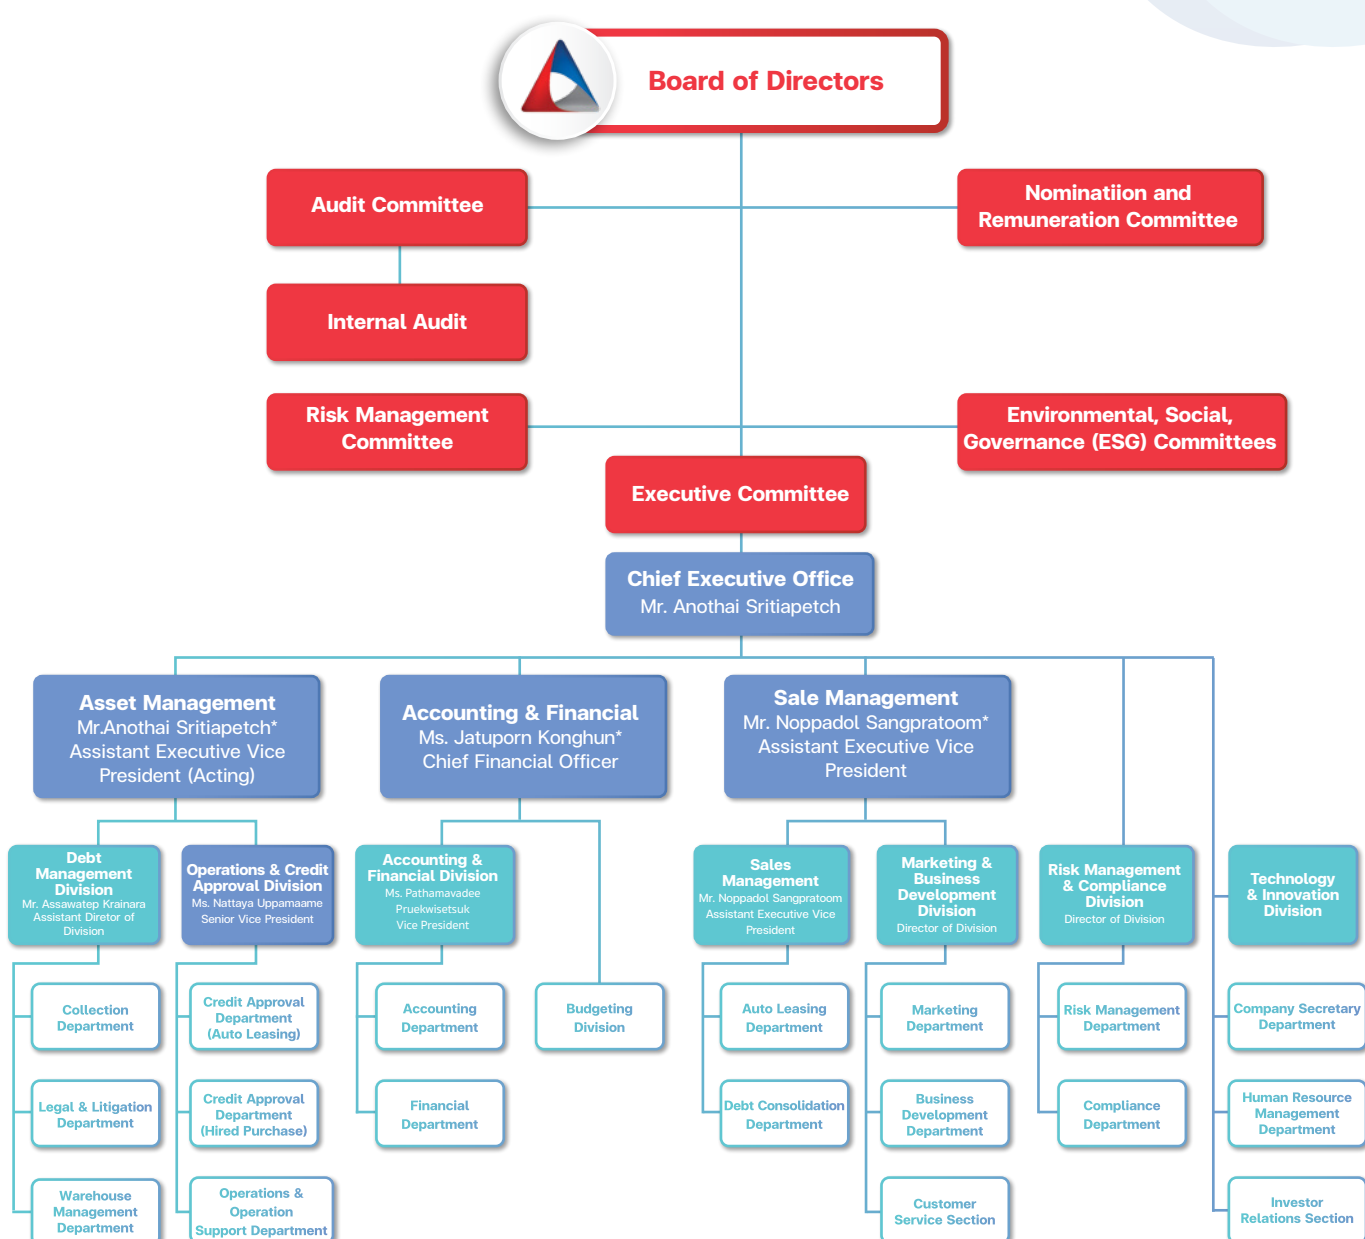 Board of Directors
Audit Committee
Nominatiion and
Remuneration Committee
Internal Audit
Risk Management
Committee
Environmental, Social,
Governance (ESG) Committees
Executive Committee
Chief Executive Office
Mr. Anothai Sritiapetch
Asset Management
Mr.Anothai Sritiapetch*
Assistant Executive Vice
President (Acting)
Accounting & Financial
Ms. Jatuporn Konghun*
Chief Financial Officer
Sale Management
Mr. Noppadol Sangpratoom*
Assistant Executive Vice
President
Debt
Management
Division
Mr. Assawatep Krainara
Assistant Diretor of
Division
Operations & Credit
Approval Division
Ms. Nattaya Uppamaame
Senior Vice President
Accounting &
Financial Division
Ms. Pathamavadee
Pruekwisetsuk
Vice President
Sales
Management
Mr. Noppadol Sangpratoom
Assistant Executive Vice
President
Marketing &
Business
Development
Division
Director of Division
Risk Management
& Compliance
Division
Director of Division
Technology
& Innovation
Division
Collection
Department
Credit Approval
Department
(Auto Leasing)
Accounting
Department
Budgeting
Division
Auto Leasing
Department
Marketing
Department
Risk Management
Department
Company Secretary
Department
Legal & Litigation
Department
Credit Approval
Department
(Hired Purchase)
Financial
Department
Debt Consolidation
Department
Business
Development
Department
Compliance
Department
Human Resource
Management
Department
Warehouse
Management
Department
Operations &
Operation
Support Department
Customer
Service Section
Investor
Relations Section